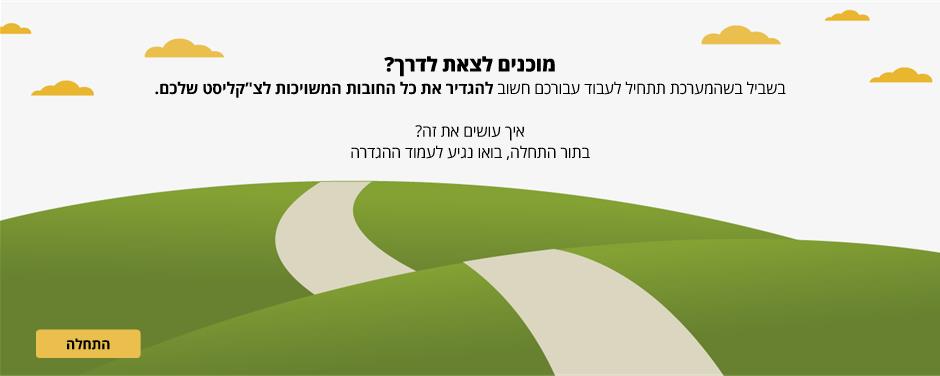 מוכנים לצאת לדרך?
בשביל בשהמערכת תתחיל לעבוד עבורכם חשוב להגדיר את כל החובות המשויכות לצ"קליסט שלכם.
איך עושים את זה?
בתור התחלה, בואו נגיע לעמוד ההגדרה
התחלה